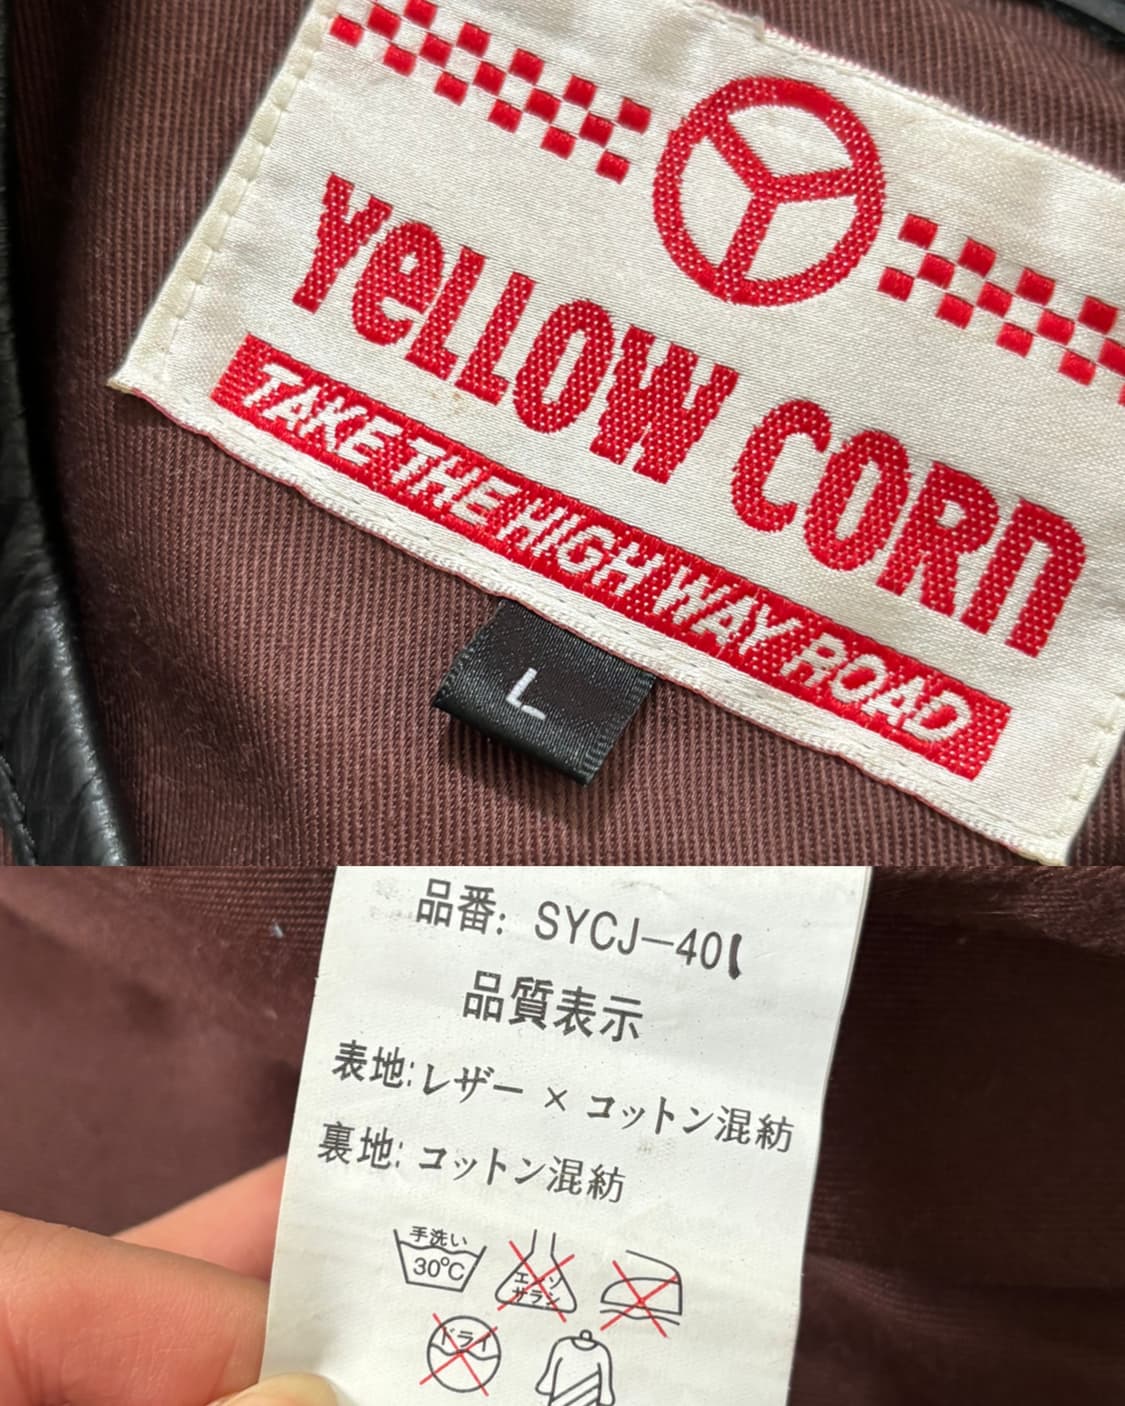 YeLLOW CORN
TAKE THE HIGH WAY ROAD
L
品番: SYCJ-401
品質表示
表地:レザー × コットン混紡
裏地: コットン混紡
手洗い
30℃
エンソ
サラシ
ドライ